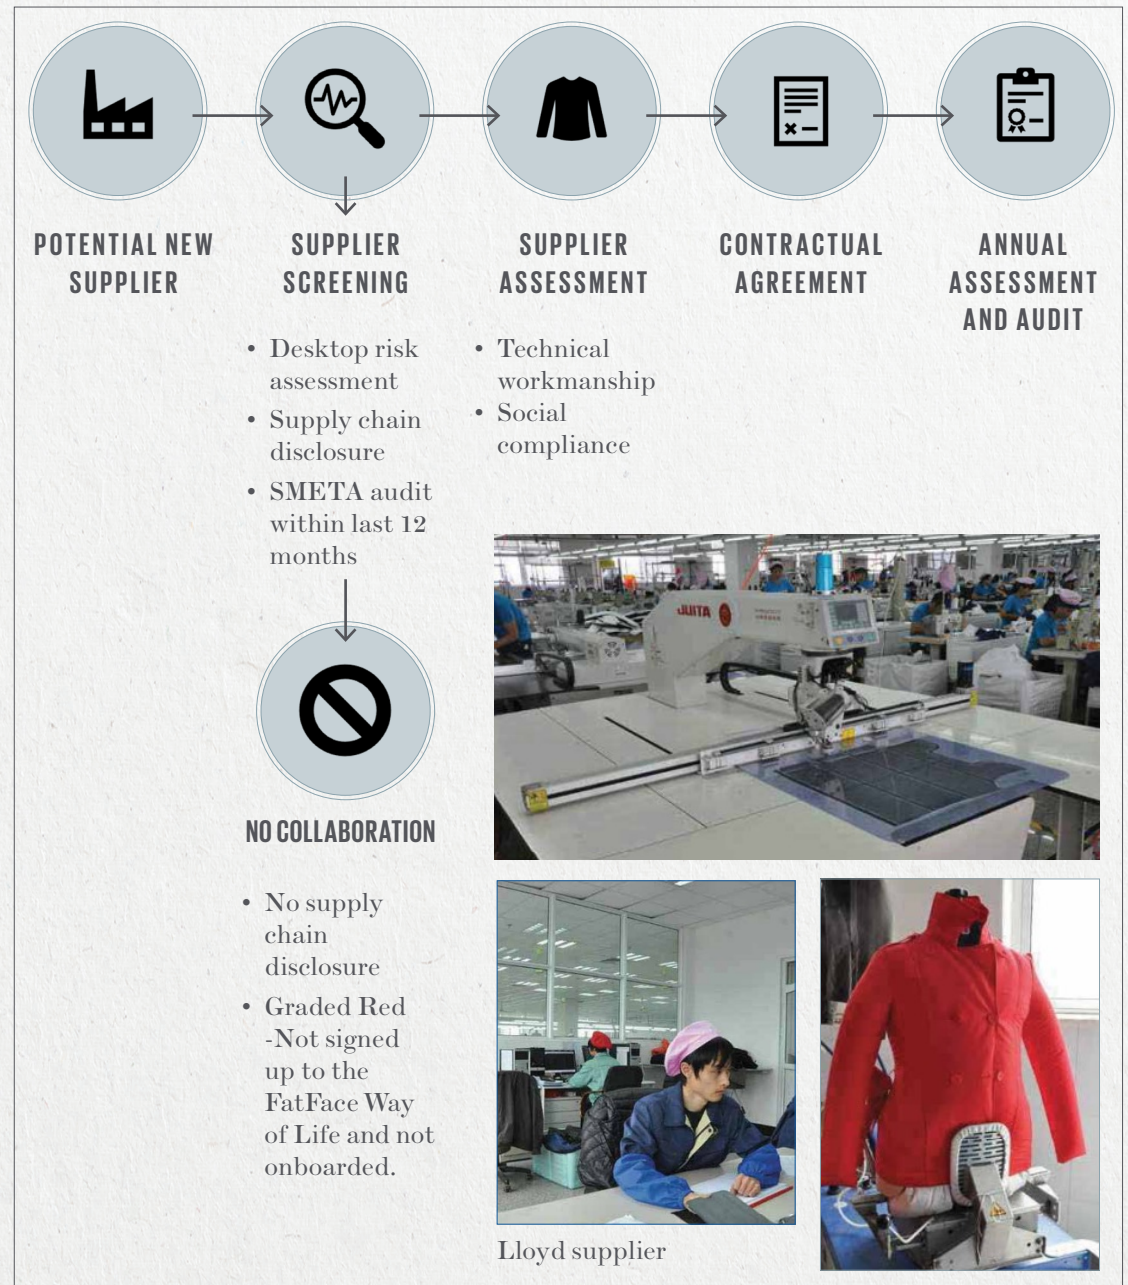 POTENTIAL NEW
SUPPLIER
SUPPLIER
SCREENING
• Desktop risk
assessment
• Supply chain
disclosure
• SMETA audit
within last 12
months
SUPPLIER
ASSESSMENT
• Technical
workmanship
• Social
compliance
CONTRACTUAL
AGREEMENT
ANNUAL
ASSESSMENT
AND AUDIT
NO COLLABORATION
• No supply
chain
disclosure
• Graded Red
-Not signed
up to the
FatFace Way
of Life and not
onboarded.
Lloyd supplier